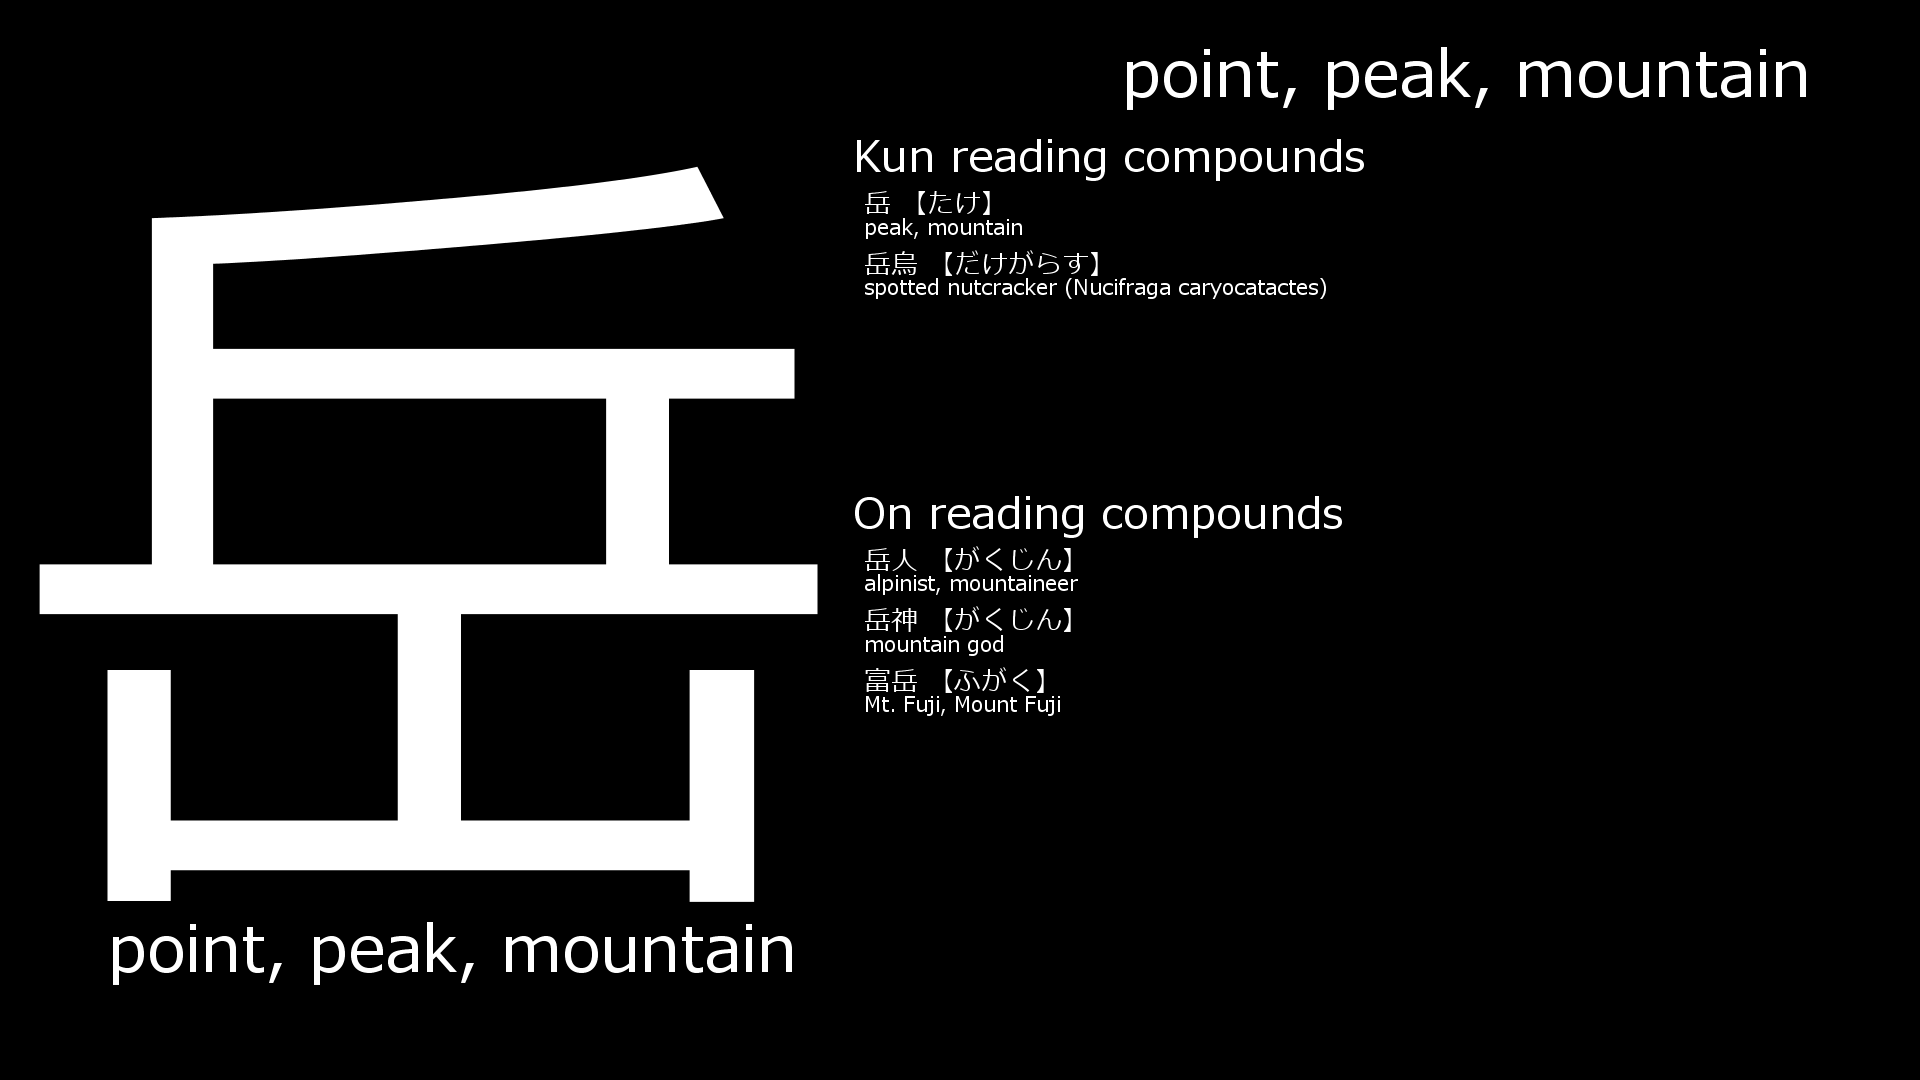 岳
point, peak, mountain
point, peak, mountain
Kun reading compounds
岳 【たけ】
peak, mountain
岳烏 【だけがらす】
spotted nutcracker (Nucifraga caryocatactes)
On reading compounds
岳人 【がくじん】
alpinist, mountaineer
岳神 【がくじん】
mountain god
富岳 【ふがく】
Mt. Fuji, Mount Fuji